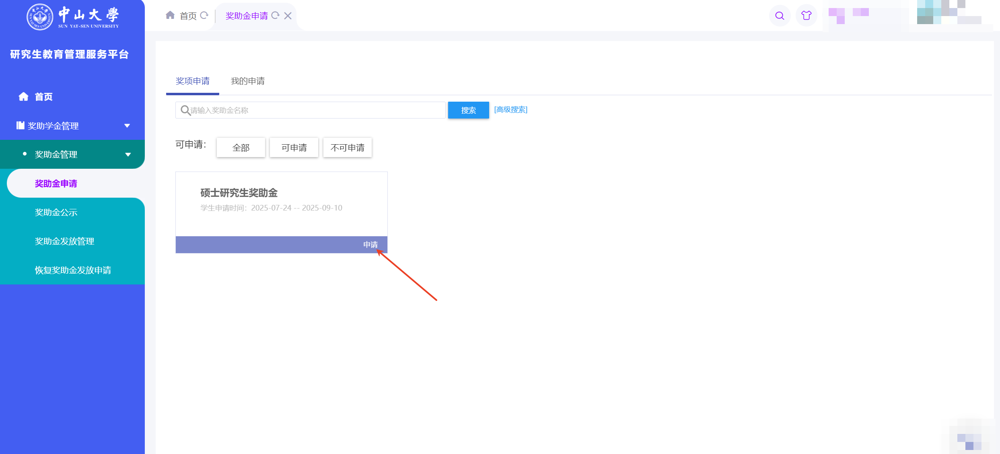 中山大學
SUN YAT-SEN UNIVERSITY
研究生教育管理服务平台
首页
奖助学金管理
奖助金管理
奖助金申请
奖助金公示
奖助金发放管理
恢复奖助金发放申请
首页
奖助金申请
奖项申请
我的申请
请输入奖助金名称
搜索
[高级搜索]
可申请：
全部
可申请
不可申请
硕士研究生奖助金
学生申请时间：2025-07-24 -- 2025-09-10
申请